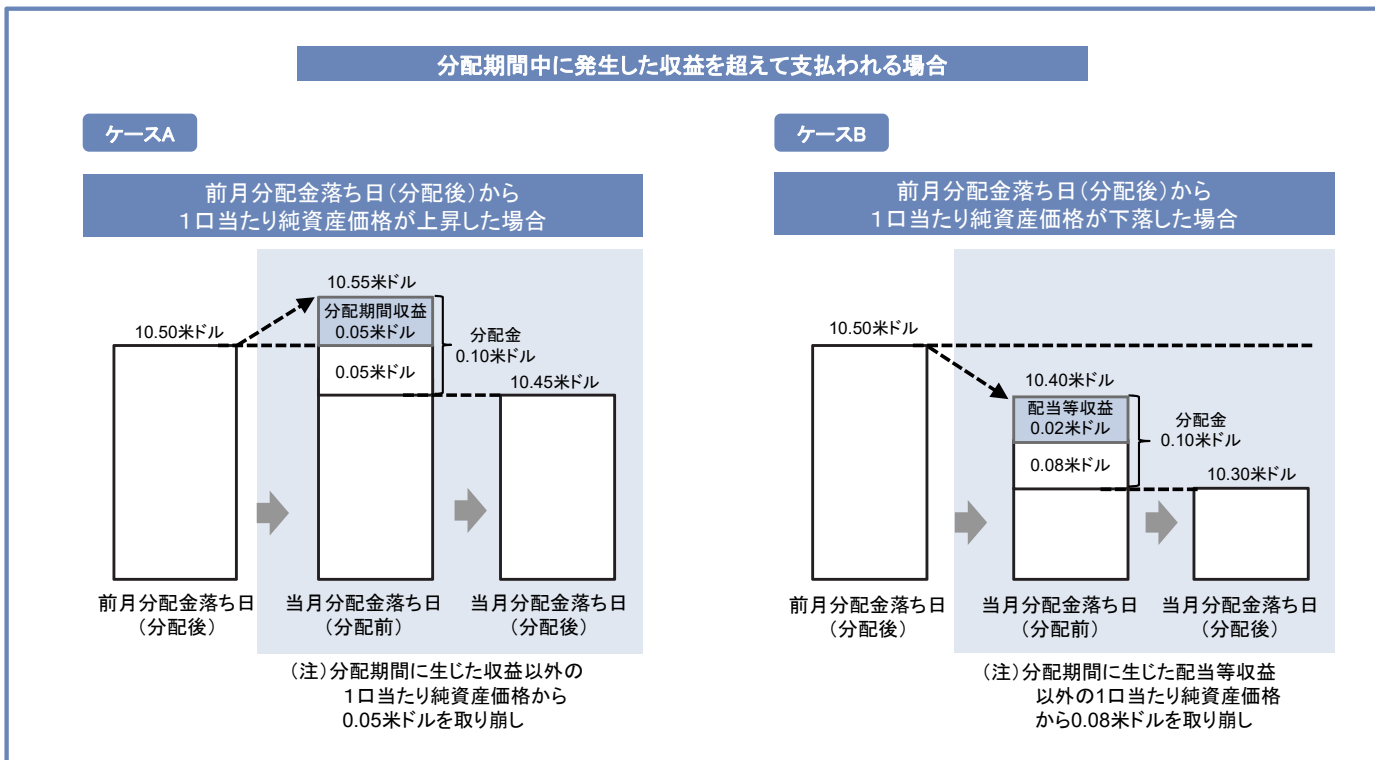 分配期間中に発生した収益を超えて支払われる場合
ケースA
前月分配金落ち日（分配後）から
1口当たり純資産価格が上昇した場合
10.55米ドル
分配期間収益
0.05米ドル
10.50米ドル
分配金
0.10米ドル
0.05米ドル
10.45米ドル
前月分配金落ち日
（分配後）
当月分配金落ち日
（分配前）
当月分配金落ち日
（分配後）
（注）分配期間に生じた収益以外の
1口当たり純資産価格から
0.05米ドルを取り崩し
ケースB
前月分配金落ち日（分配後）から
1口当たり純資産価格が下落した場合
10.50米ドル
10.40米ドル
配当等収益
0.02米ドル
分配金
0.10米ドル
0.08米ドル
10.30米ドル
前月分配金落ち日
（分配後）
当月分配金落ち日
（分配前）
当月分配金落ち日
（分配後）
（注）分配期間に生じた配当等収益
以外の1口当たり純資産価格
から0.08米ドルを取り崩し